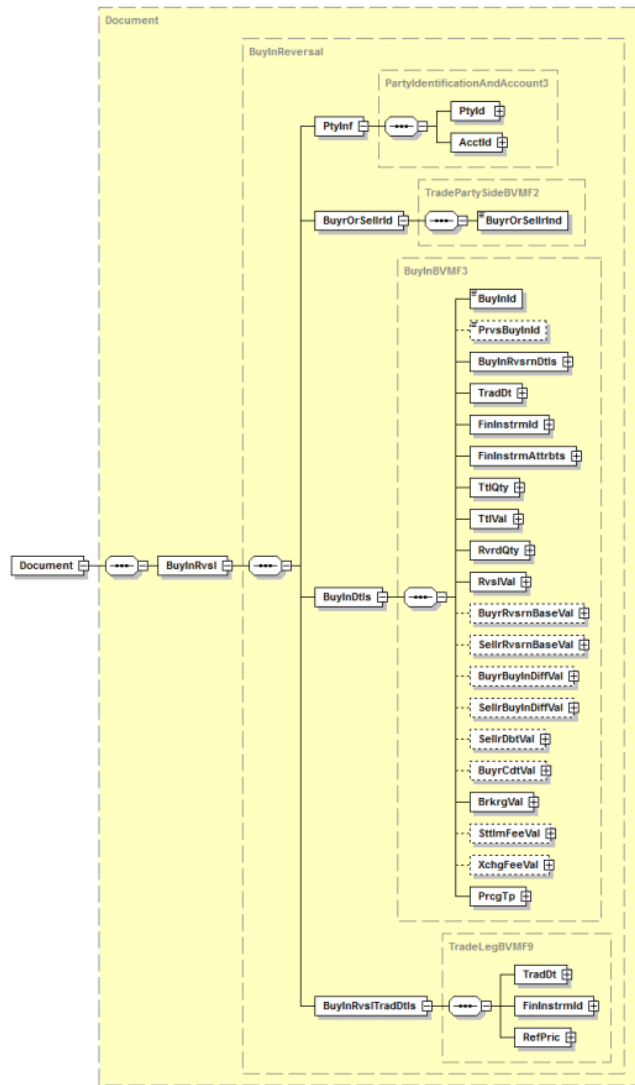 Document
BuyInReversal
PartyIdentificationAndAccount3
PtyInf
PtyId
AcctId
TradePartySideBVMF2
BuyrOrSellrId
BuyrOrSellrInd
BuyInBVMF3
BuyInId
PrvsBuyInId
BuyInRvsrnDtls
TradDt
FinInstrmId
FinInstrmAttrbts
TtlQty
TtlVal
RvrdQty
Document
BuyInRvsl
BuyInDtls
RvslVal
BuyrRvsrnBaseVal
SellrRvsrnBaseVal
BuyrBuyInDiffVal
SellrBuyInDiffVal
SellrDbtVal
BuyrCdtVal
BrkrgVal
SttlmFeeVal
XchgFeeVal
PrcgTp
TradeLegBVMF9
BuyInRvslTradDtls
TradDt
FinInstrmId
RefPric